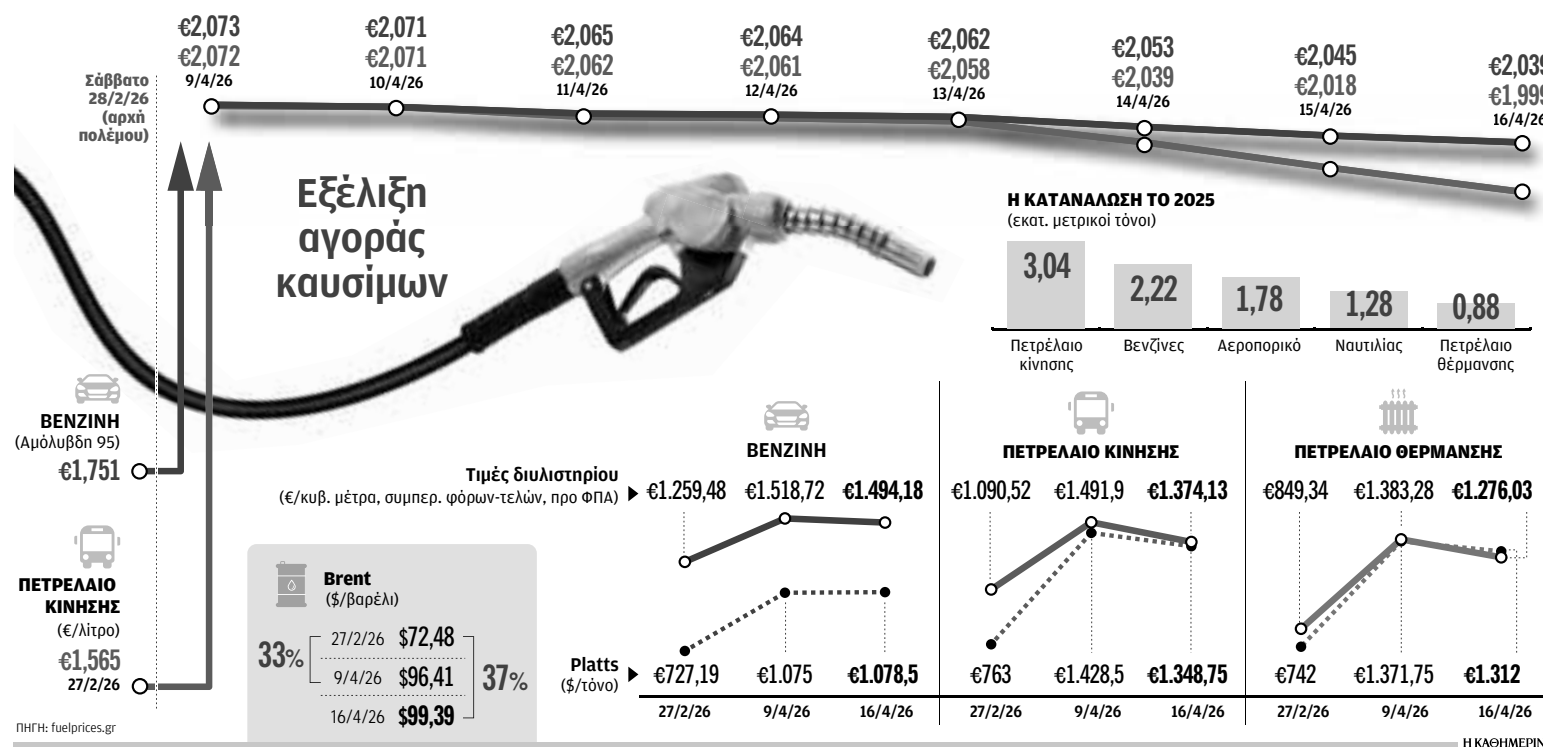 €2,073
€2,072
9/4/26
€2,071
€2,071
10/4/26
€2,065
€2,062
11/4/26
€2,064
€2,061
12/4/26
€2,062
€2,058
13/4/26
€2,053
€2,039
14/4/26
€2,045
€2,018
15/4/26
€2,039
€1,999
16/4/26
Σάββατο
28/2/26
(αρχή
πολέμου)
Εξέλιξη
αγοράς
καυσίμων
Η ΚΑΤΑΝΑΛΩΣΗ ΤΟ 2025
(εκατ. μετρικοί τόνοι)
3,04
2,22
1,78
1,28
0,88
Πετρέλαιο
κίνησης
Βενζίνες
Αεροπορικό
Ναυτιλίας
Πετρέλαιο
θέρμανσης
ΒΕΝΖΙΝΗ
(Αμόλυβδη 95)
€1,751
ΠΕΤΡΕΛΑΙΟ
ΚΙΝΗΣΗΣ
(€/λίτρο)
€1,565
27/2/26
Brent
($/βαρέλι)
33%
27/2/26 $72,48
9/4/26 $96,41
16/4/26 $99,39
37%
Τιμές διυλιστηρίου
(€/κυβ. μέτρα, συμπερ. φόρων-τελών, προ ΦΠΑ)
Platts
($/τόνο)
ΒΕΝΖΙΝΗ
€1.259,48 €1.518,72 €1.494,18
€727,19 €1.075 €1.078,5
27/2/26 9/4/26 16/4/26
ΠΕΤΡΕΛΑΙΟ ΚΙΝΗΣΗΣ
€1.090,52 €1.491,9 €1.374,13
€763 €1.428,5 €1.348,75
27/2/26 9/4/26 16/4/26
ΠΕΤΡΕΛΑΙΟ ΘΕΡΜΑΝΣΗΣ
€849,34 €1.383,28 €1.276,03
€742 €1.371,75 €1.312
27/2/26 9/4/26 16/4/26
ΠΗΓΗ: fuelprices.gr
Η ΚΑΘΗΜΕΡΙΝ